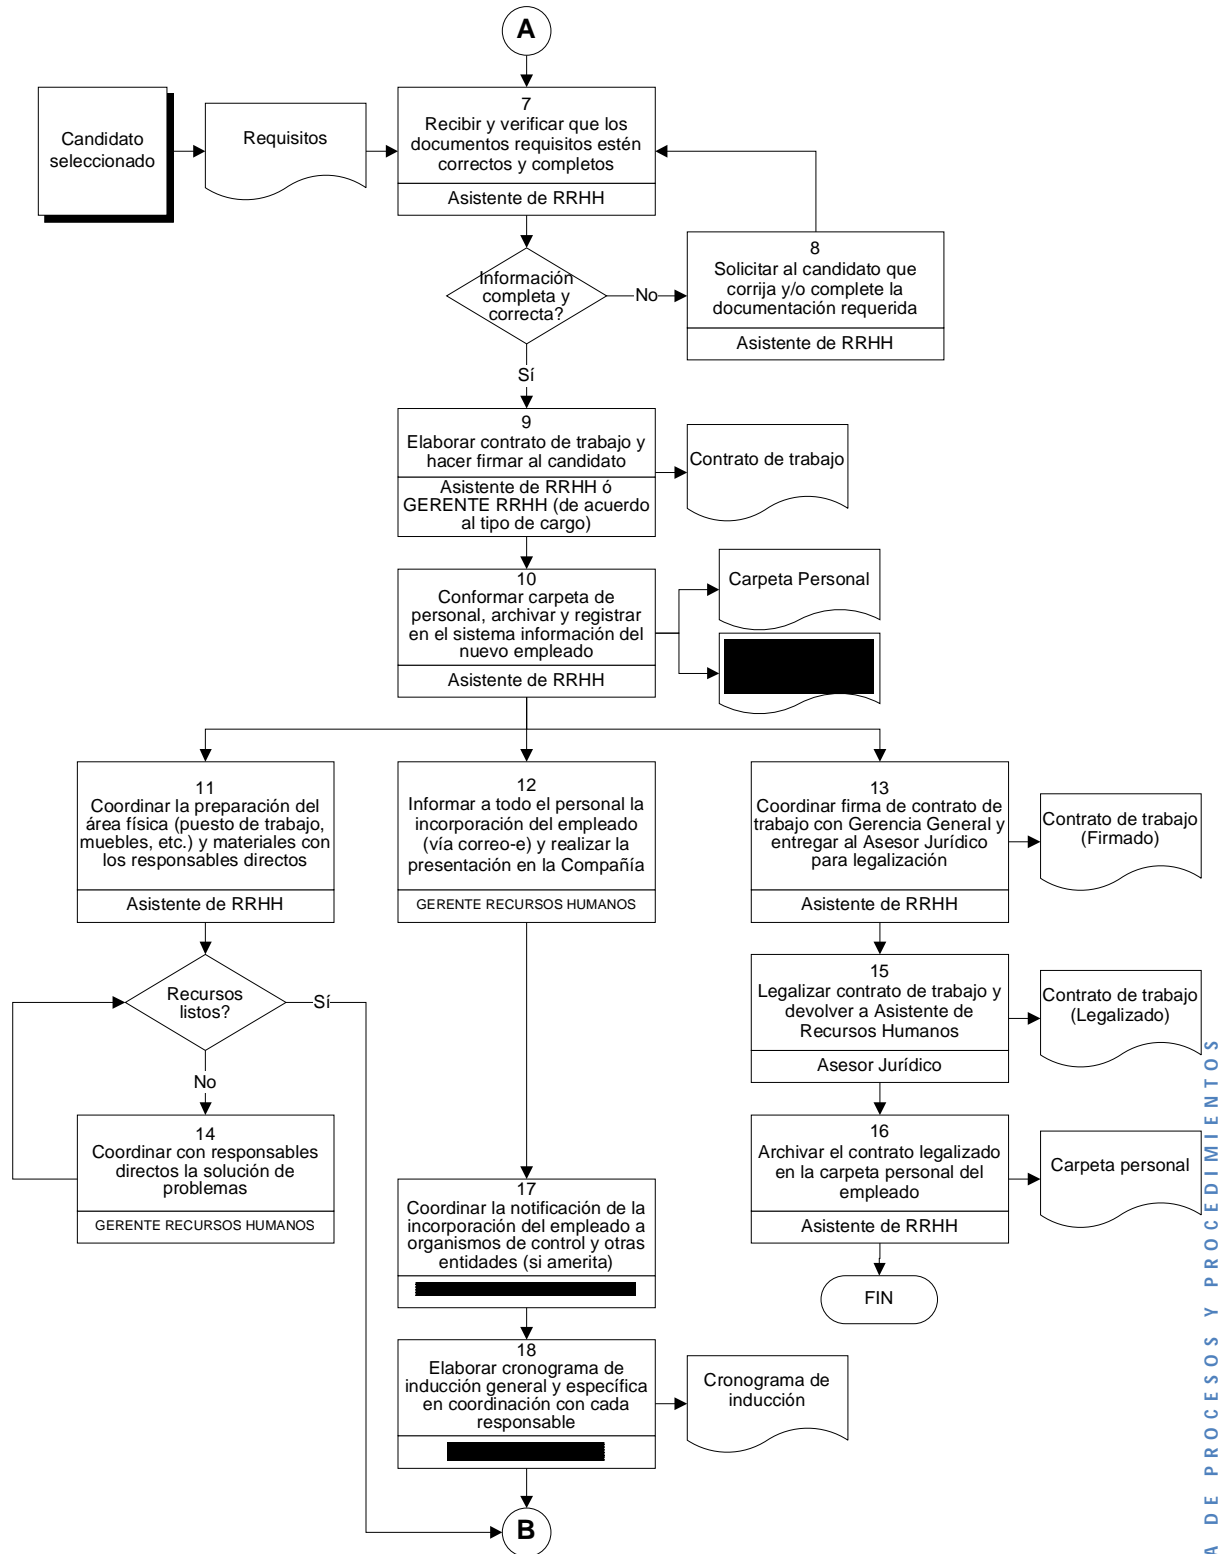 A
Candidato
seleccionado
Requisitos
7
Recibir y verificar que los
documentos requisitos estén
correctos y completos
Asistente de RRHH
8
Solicitar al candidato que
corrija y/o complete la
documentación requerida
Asistente de RRHH
Información
completa y
correcta?
No
Sí
9
Elaborar contrato de trabajo y
hacer firmar al candidato
Asistente de RRHH ó
GERENTE RRHH (de acuerdo
al tipo de cargo)
Contrato de trabajo
10
Conformar carpeta de
personal, archivar y registrar
en el sistema información del
nuevo empleado
Asistente de RRHH
Carpeta Personal
11
Coordinar la preparación del
área física (puesto de trabajo,
muebles, etc.) y materiales con
los responsables directos
Asistente de RRHH
12
Informar a todo el personal la
incorporación del empleado
(vía correo-e) y realizar la
presentación en la Compañía
GERENTE RECURSOS HUMANOS
13
Coordinar firma de contrato de
trabajo con Gerencia General y
entregar al Asesor Jurídico
para legalización
Asistente de RRHH
Contrato de trabajo
(Firmado)
Recursos
listos?
Sí
No
14
Coordinar con responsables
directos la solución de
problemas
GERENTE RECURSOS HUMANOS
15
Legalizar contrato de trabajo y
devolver a Asistente de
Recursos Humanos
Asesor Jurídico
Contrato de trabajo
(Legalizado)
16
Archivar el contrato legalizado
en la carpeta personal del
empleado
Asistente de RRHH
Carpeta personal
FIN
17
Coordinar la notificación de la
incorporación del empleado a
organismos de control y otras
entidades (si amerita)
18
Elaborar cronograma de
inducción general y específica
en coordinación con cada
responsable
Cronograma de
inducción
B
A DE PROCESOS Y PROCEDIMIENTOS